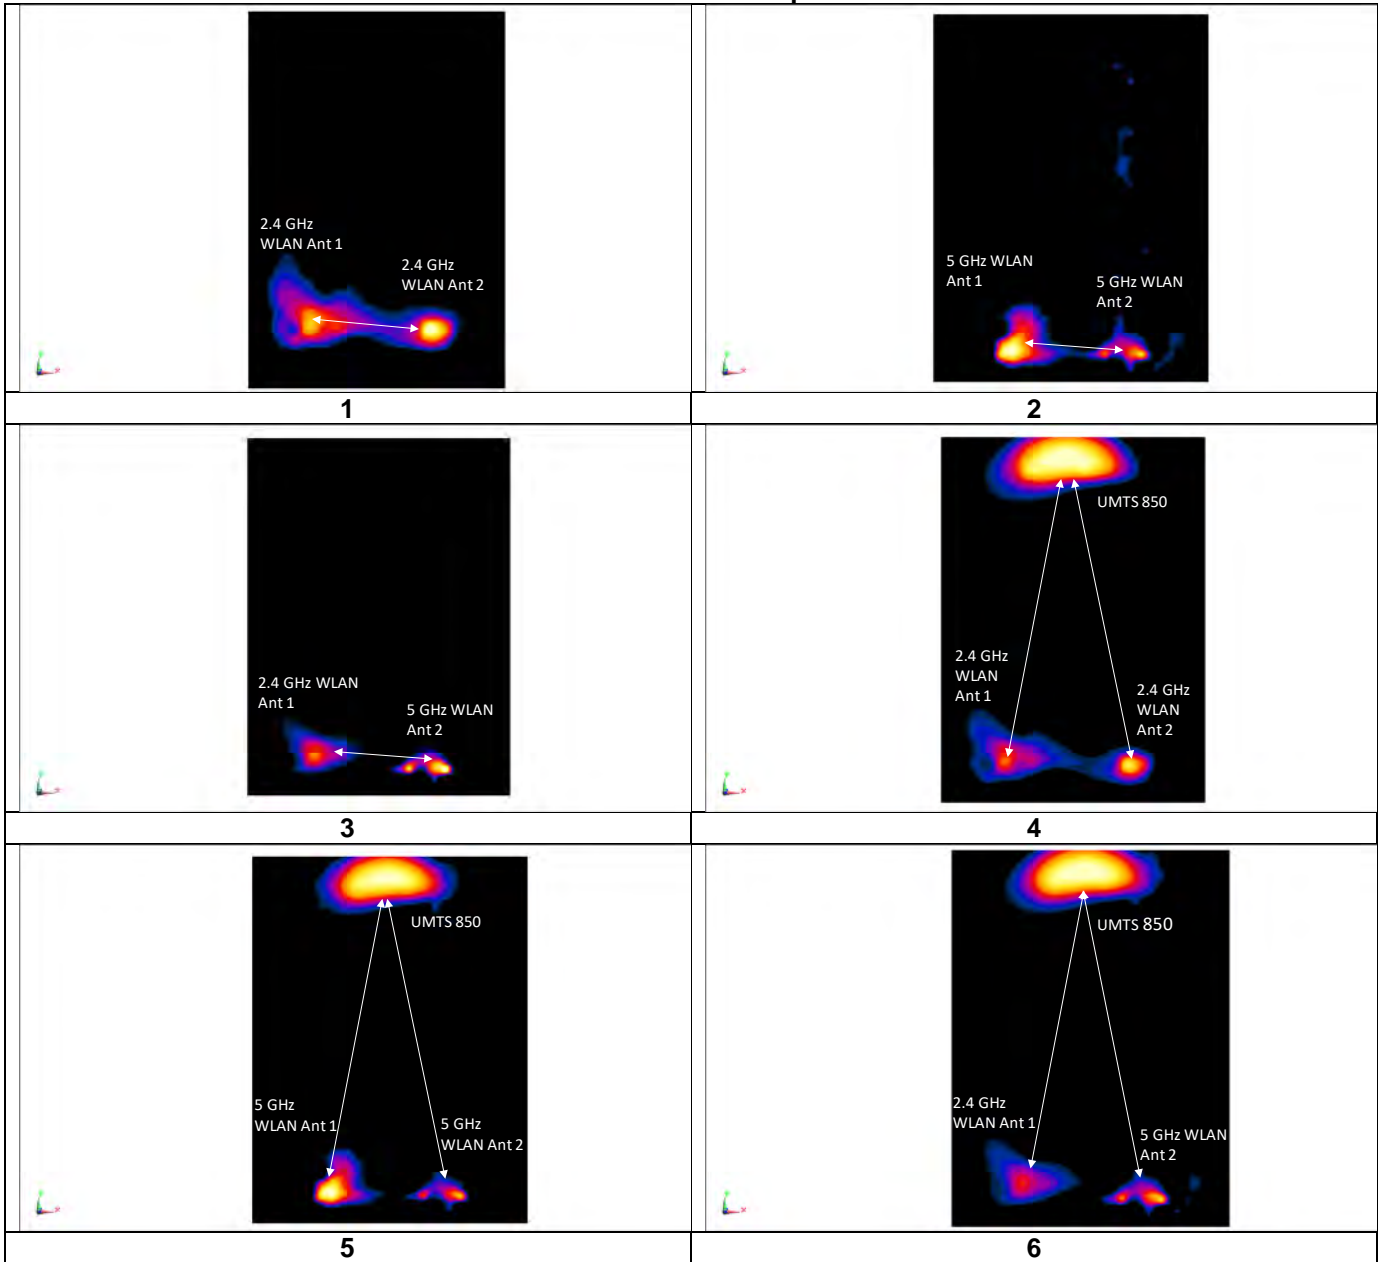 2.4 GHz
WLAN Ant 1
2.4 GHz
WLAN Ant 2
5 GHz WLAN
Ant 1
5 GHz WLAN
Ant 2
1
2
2.4 GHz WLAN
Ant 1
5 GHz WLAN
Ant 2
UMTS 850
2.4 GHz
WLAN
Ant 1
2.4 GHz
WLAN
Ant 2
3
4
UMTS 850
5 GHz
WLAN Ant 1
5 GHz
WLAN Ant 2
UMTS 850
2.4 GHz
WLAN Ant 1
5 GHz WLAN
Ant 2
5
6